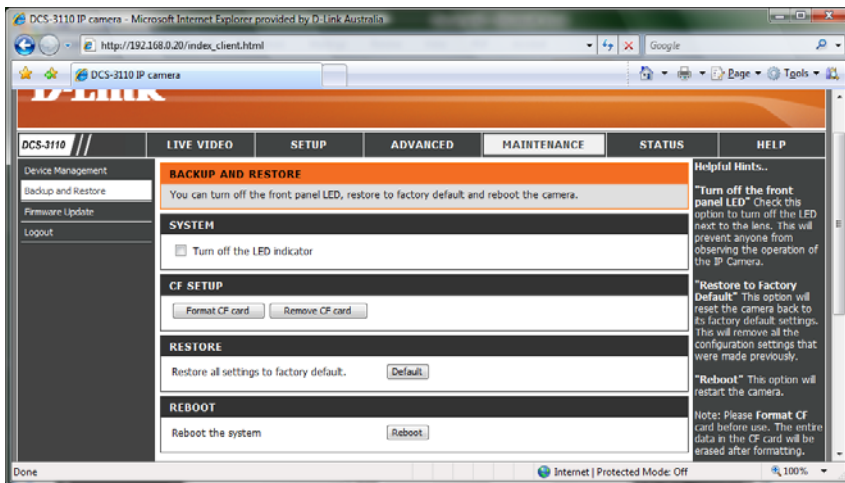 DCS-3110 IP camera - Microsoft Internet Explorer provided by D-Link Australia
http://192.168.0.20/index_client.html
Google
DCS-3110 IP camera
Page
Tools
D-Link
DCS-3110
LIVE VIDEO
SETUP
ADVANCED
MAINTENANCE
STATUS
HELP
Device Management
Backup and Restore
Firmware Update
Logout
BACKUP AND RESTORE
You can turn off the front panel LED, restore to factory default and reboot the camera.
SYSTEM
Turn off the LED indicator
CF SETUP
Format CF card
Remove CF card
RESTORE
Restore all settings to factory default.
Default
REBOOT
Reboot the system
Reboot
Helpful Hints..
"Turn off the front
panel LED" Check this
option to turn off the LED
next to the lens. This will
prevent anyone from
observing the operation of
the IP Camera.
"Restore to Factory
Default" This option will
reset the camera back to
its factory default settings.
This will remove all the
configuration settings that
were made previously.
"Reboot" This option will
restart the camera.
Note: Please Format CF
card before use. The entire
data in the CF card will be
erased after formatting.
Done
Internet | Protected Mode: Off
100%